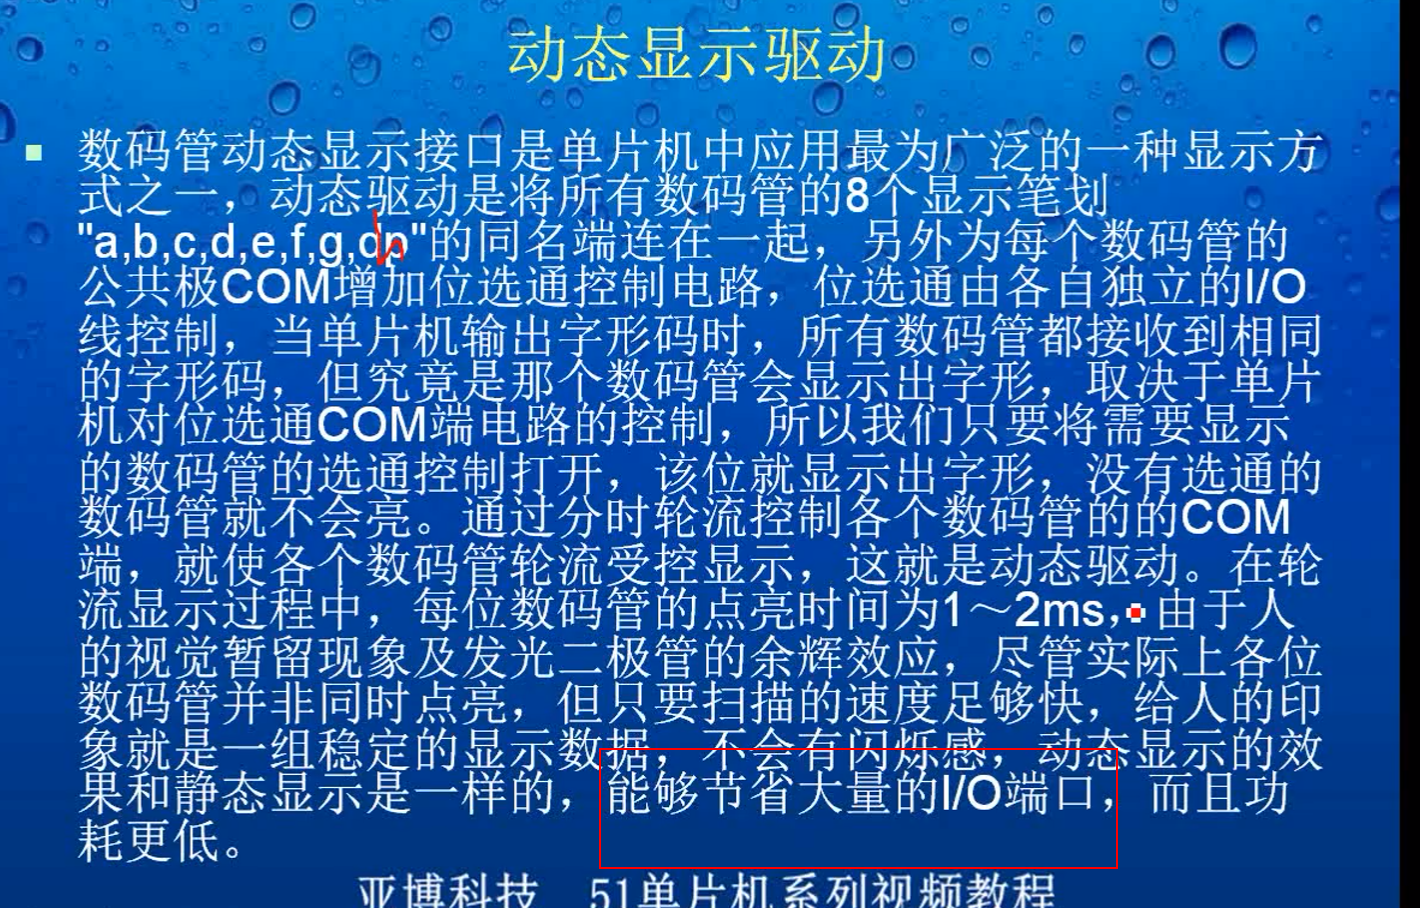 动态显示驱动
数码管动态显示接口是单片机中应用最为广泛的一种显示方
式之一，动态驱动是将所有数码管的8个显示笔划
"a,b,c,d,e,f,g,dp"的同名端连在一起，另外为每个数码管的
公共极COM增加位选通控制电路，位选通由各自独立的I/O
线控制，当单片机输出字形码时，所有数码管都接收到相同
的字形码，但究竟是那个数码管会显示出字形，取决于单片
机对位选通COM端电路的控制，所以我们只要将需要显示
的数码管的选通控制打开，该位就显示出字形，没有选通的
数码管就不会亮。通过分时轮流控制各个数码管的的COM
端，就使各个数码管轮流受控显示，这就是动态驱动。在轮
流显示过程中，每位数码管的点亮时间为1～2ms，由于人
的视觉暂留现象及发光二极管的余辉效应，尽管实际上各位
数码管并非同时点亮，但只要扫描的速度足够快，给人的印
象就是一组稳定的显示数据，不会有闪烁感，动态显示的效
果和静态显示是一样的，能够节省大量的I/O端口，而且功
耗更低。
亚博科技 51单片机系列视频教程